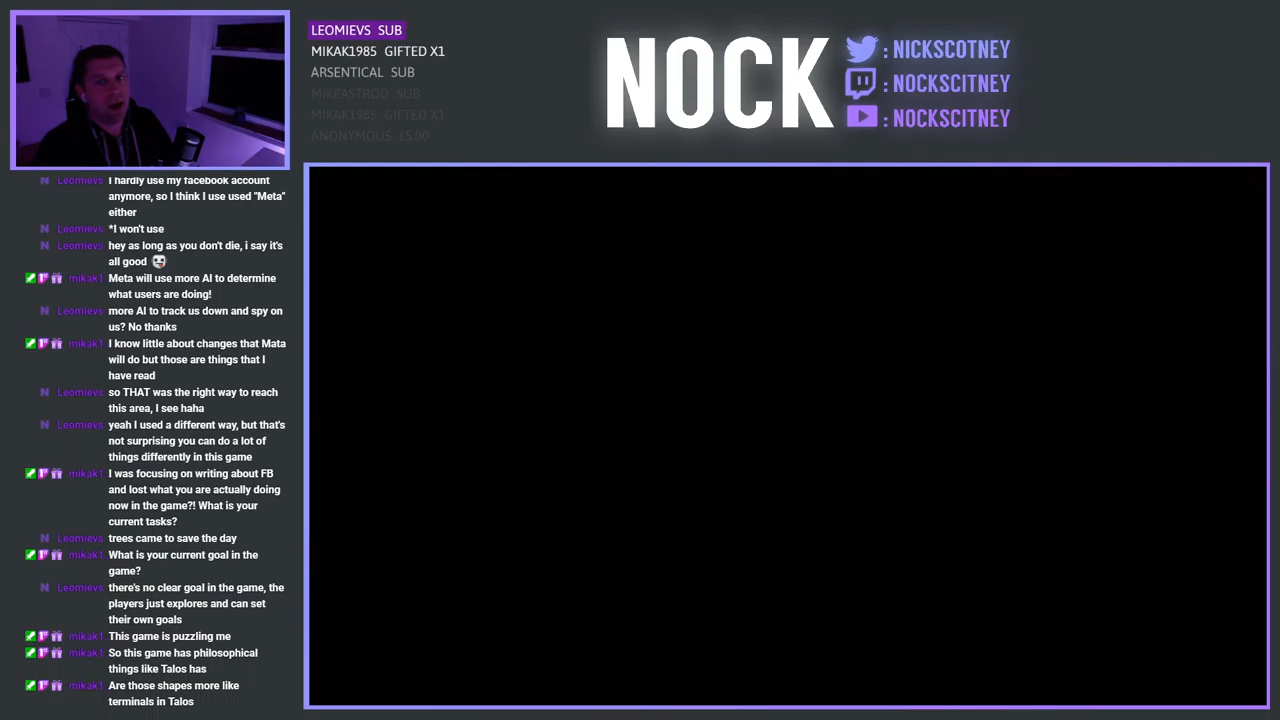 LEOMIEVS SUB
MIKAK1985 GIFTED X1
ARSENTICAL SUB
MIKEASTROD SUB
MIKAK1985 GIFTED X1
ANONYMOUS £5.00
NOCK
: NICKSCOTNEY
: NOCKSCITNEY
: NOCKSCITNEY
Leomievs I hardly use my facebook account
anymore, so I think I use used "Meta"
either
Leomievs *I won't use
Leomievs hey as long as you don't die, i say it's
all good
mikak1 Meta will use more AI to determine
what users are doing!
Leomievs more AI to track us down and spy on
us? No thanks
mikak1 I know little about changes that Mata
will do but those are things that I
have read
Leomievs so THAT was the right way to reach
this area, I see haha
Leomievs yeah I used a different way, but that's
not surprising you can do a lot of
things differently in this game
mikak1 I was focusing on writing about FB
and lost what you are actually doing
now in the game?! What is your
current tasks?
Leomievs trees came to save the day
mikak1 What is your current goal in the
game?
Leomievs there's no clear goal in the game, the
players just explores and can set
their own goals
mikak1 This game is puzzling me
mikak1 So this game has philosophical
things like Talos has
mikak1 Are those shapes more like
terminals in Talos